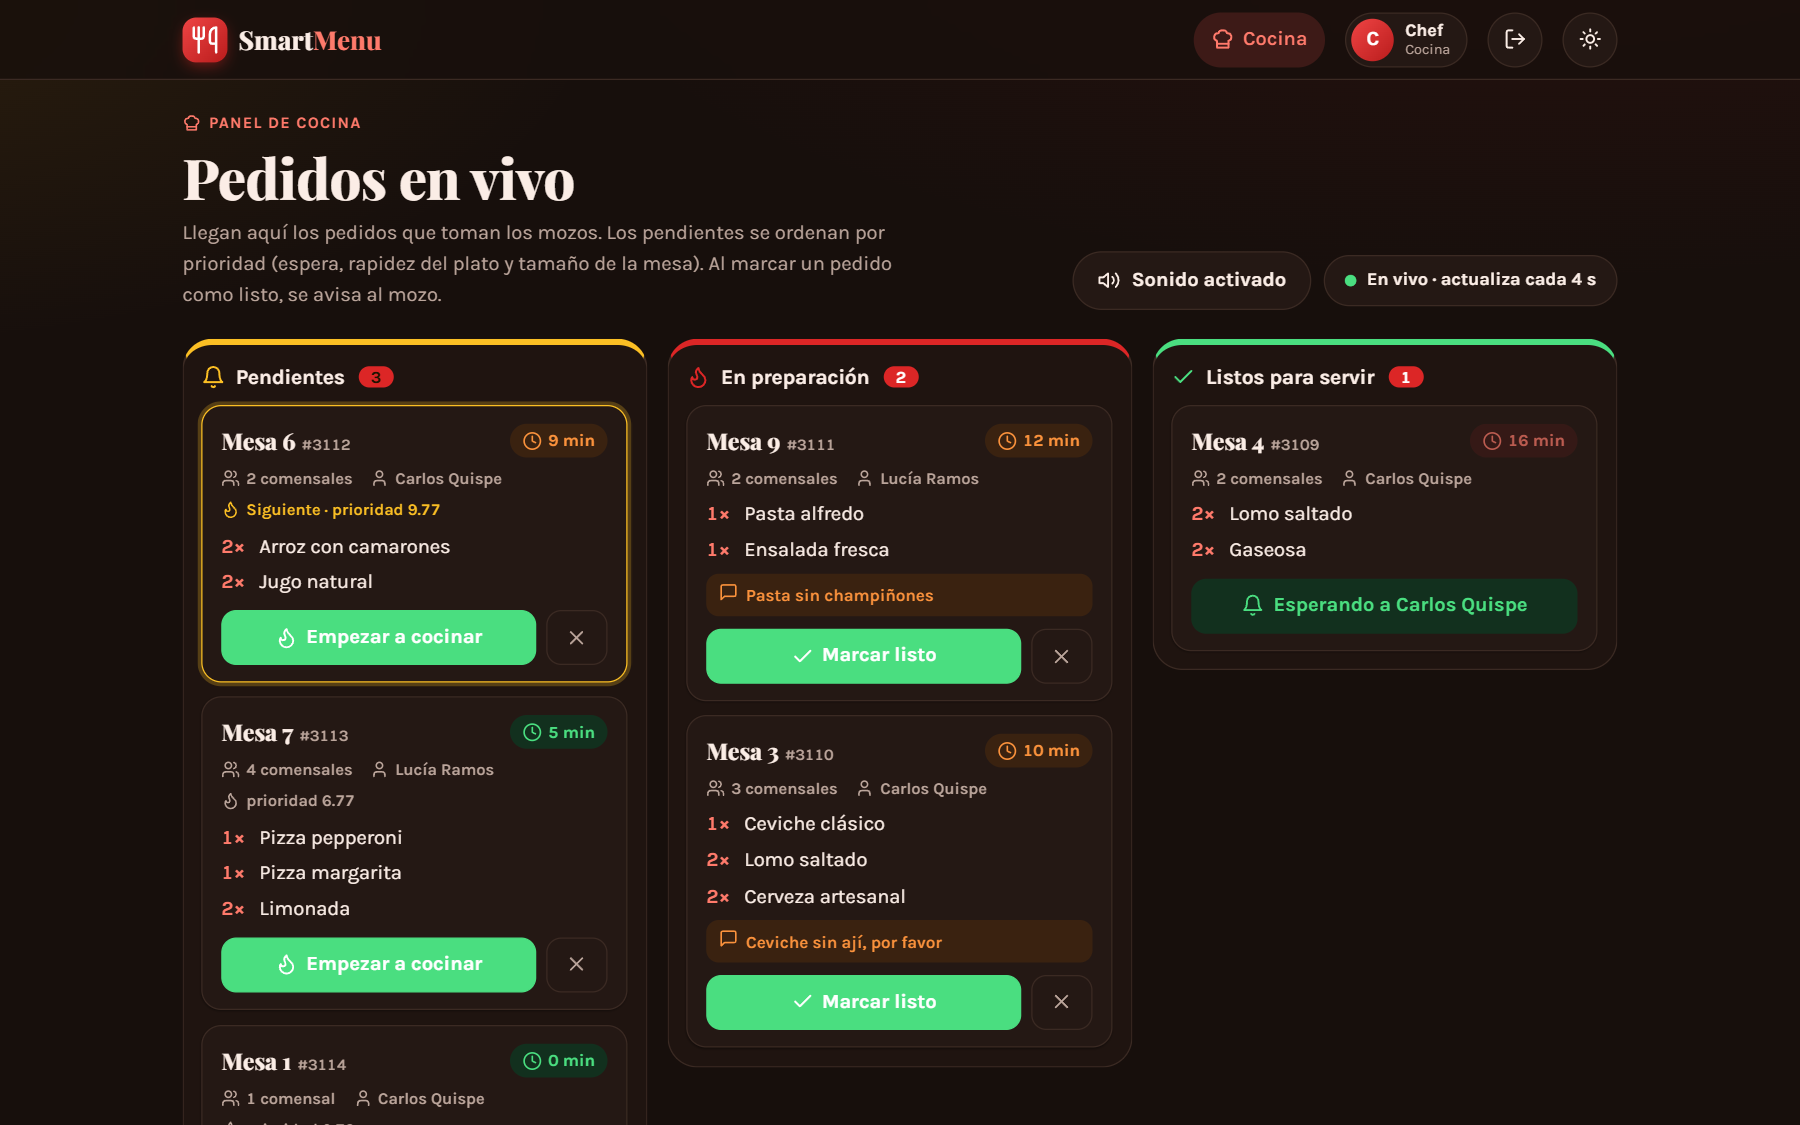 SmartMenu
Cocina
C
Chef
Cocina
PANEL DE COCINA
Pedidos en vivo
Llegan aquí los pedidos que toman los mozos. Los pendientes se ordenan por
prioridad (espera, rapidez del plato y tamaño de la mesa). Al marcar un pedido
como listo, se avisa al mozo.
Sonido activado
En vivo · actualiza cada 4 s
Pendientes 3
Mesa 6 #3112 9 min
2 comensales Carlos Quispe
Siguiente · prioridad 9.77
2× Arroz con camarones
2× Jugo natural
Empezar a cocinar
Mesa 7 #3113 5 min
4 comensales Lucía Ramos
prioridad 6.77
1× Pizza pepperoni
1× Pizza margarita
2× Limonada
Empezar a cocinar
Mesa 1 #3114 0 min
1 comensal Carlos Quispe
En preparación 2
Mesa 9 #3111 12 min
2 comensales Lucía Ramos
1× Pasta alfredo
1× Ensalada fresca
Pasta sin champiñones
Marcar listo
Mesa 3 #3110 10 min
3 comensales Carlos Quispe
1× Ceviche clásico
2× Lomo saltado
2× Cerveza artesanal
Ceviche sin ají, por favor
Marcar listo
Listos para servir 1
Mesa 4 #3109 16 min
2 comensales Carlos Quispe
2× Lomo saltado
2× Gaseosa
Esperando a Carlos Quispe